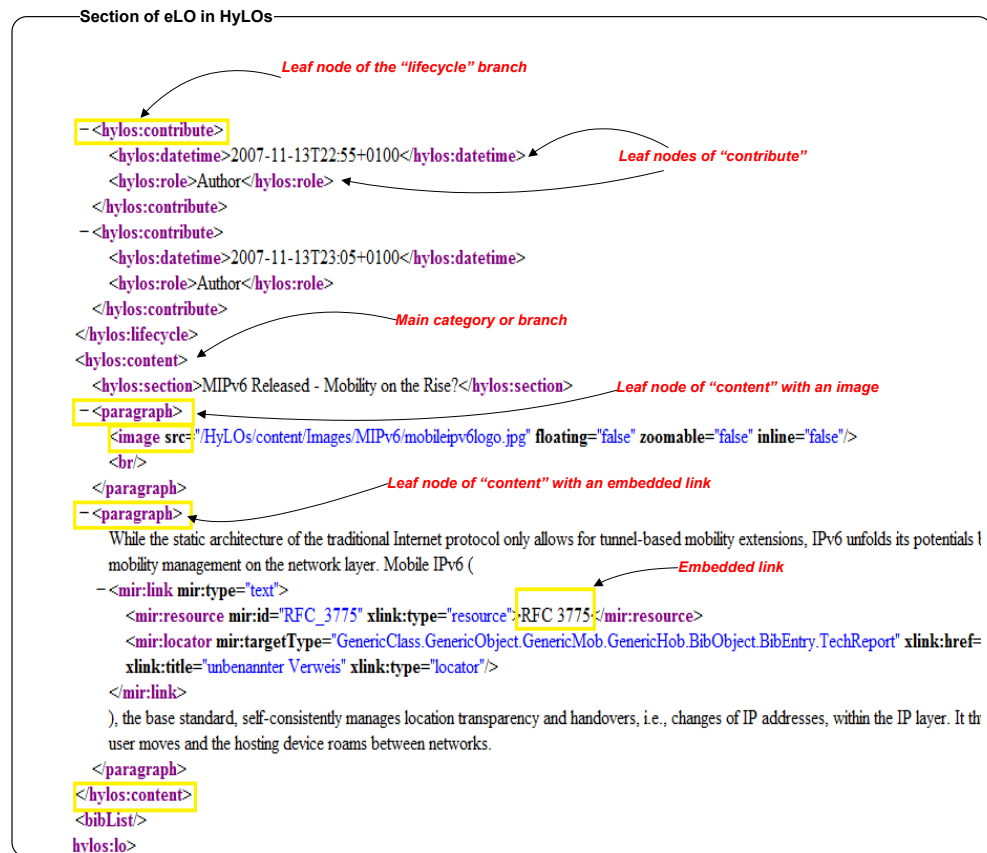 Section of eLO in HyLOs
Leaf node of the “lifecycle” branch
−<hylos:contribute>
<hylos:datetime>2007-11-13T22:55+0100</hylos:datetime>
Leaf nodes of “contribute”
<hylos:role>Author</hylos:role>
</hylos:contribute>
−<hylos:contribute>
<hylos:datetime>2007-11-13T23:05+0100</hylos:datetime>
<hylos:role>Author</hylos:role>
</hylos:contribute>
Main category or branch
</hylos:lifecycle>
<hylos:content>
<hylos:section>MIPv6 Released - Mobility on the Rise?</hylos:section>
Leaf node of “content” with an image
−<paragraph>
<image src="/HyLOs/content/Images/MIPv6/mobileipv6logo.jpg" floating="false" zoomable="false" inline="false"/>
<br/>
</paragraph>
Leaf node of “content” with an embedded link
−<paragraph>
While the static architecture of the traditional Internet protocol only allows for tunnel-based mobility extensions, IPv6 unfolds its potentials
mobility management on the network layer. Mobile IPv6 (
Embedded link
−<mir:link mir:type="text">
<mir:resource mir:id="RFC_3775" xlink:type="resource">RFC 3775</mir:resource>
<mir:locator mir:targetType="GenericClass.GenericObject.GenericMob.GenericHob.BibObject.BibEntry.TechReport" xlink:href=
xlink:title="unbenannter Verweis" xlink:type="locator"/>
</mir:link>
), the base standard, self-consistently manages location transparency and handovers, i.e., changes of IP addresses, within the IP layer. It
user moves and the hosting device roams between networks.
</paragraph>
</hylos:content>
<bibList/>
hylos:lo>